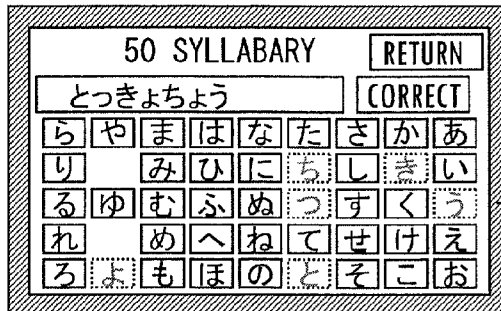 50 SYLLABARY RETURN
とっきょちょう CORRECT
らやまはなたさかあ
り みひにちしきい
るゆむふぬつすくう
れ めへねてせけえ
ろよもほのとそこお